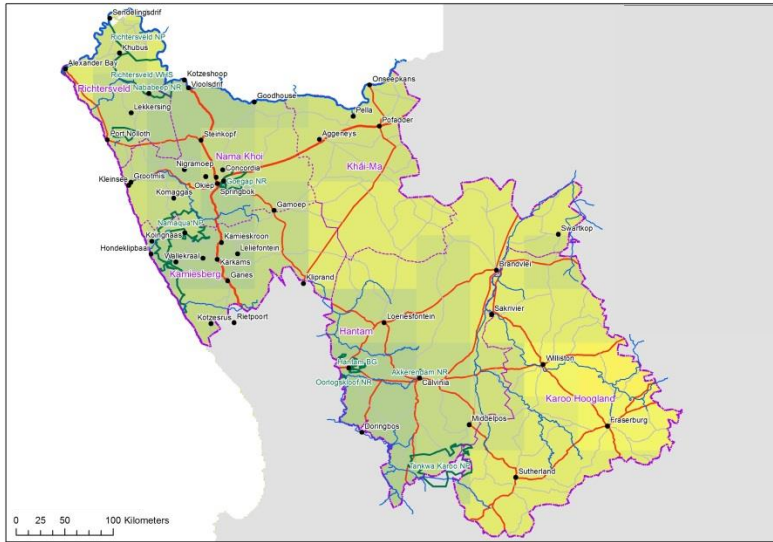 Sendelingsdrif
Richtersveld NP
Khubus
Alexander Bay
Richtersveld WHS
Kotzeshoop
Richtersveld
Nababeep NR
Vioolsdrif
Onseepkans
Goodhouse
Lekkersing
Pella
Pofadder
Port Nolloth
Steinkopf
Aggeneys
Nama Khoi
Nigramoep
Concordia
Khâi-Ma
Grootmis
Goegap NR
Kleinsee
Okiep
Springbok
Komaggas
Gamoep
Namaqua NP
Swartkop
Koingnaas
Kamieskroon
Hondeklipbaai
Wallekraal
Leliefontein
Karkams
Brandvlei
Kamiesberg
Garies
Kliprand
Sakrivier
Kotzesrus
Rietpoort
Loeriesfontein
Hantam
Hantam BG
Akkerendam NR
Williston
Oorlogskloof NR
Calvinia
Karoo Hoogland
Middelpos
Fraserburg
Doringbos
Tankwa Karoo NP
Sutherland
0 25 50 100 Kilometers